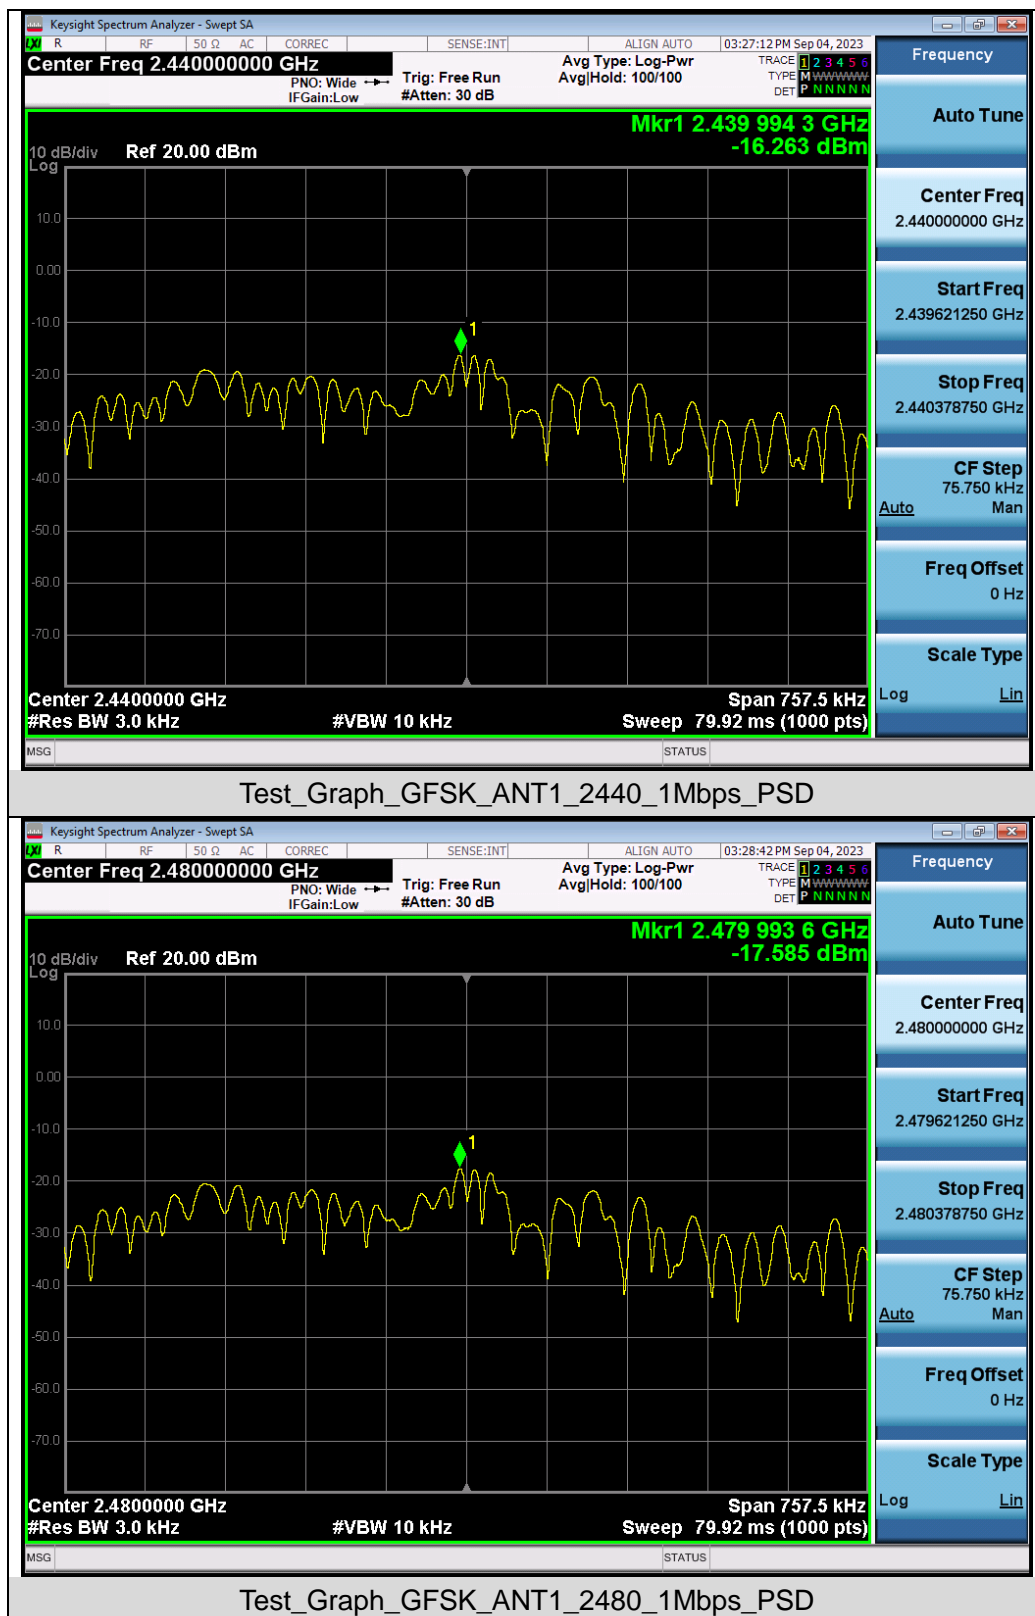 Keysight Spectrum Analyzer - Swept SA
LXI R RF 50 Ω AC CORREC SENSE:INT ALIGN AUTO 03:27:12 PM Sep 04, 2023
Center Freq 2.440000000 GHz
PNO: Wide
IFGain:Low
Trig: Free Run
#Atten: 30 dB
Avg Type: Log-Pwr
Avg|Hold: 100/100
TRACE 1 2 3 4 5 6
TYPE M WWWWW
DET P N N N N N
Mkr1 2.439 994 3 GHz
-16.263 dBm
10 dB/div Ref 20.00 dBm
Log
10.0
0.00
-10.0
1
-20.0
-30.0
-40.0
-50.0
-60.0
-70.0
Center 2.4400000 GHz Span 757.5 kHz
#Res BW 3.0 kHz #VBW 10 kHz Sweep 79.92 ms (1000 pts)
MSG STATUS
Frequency
Auto Tune
Center Freq
2.440000000 GHz
Start Freq
2.439621250 GHz
Stop Freq
2.440378750 GHz
CF Step
75.750 kHz
Auto Man
Freq Offset
0 Hz
Scale Type
Log Lin
Test_Graph_GFSK_ANT1_2440_1Mbps_PSD
Keysight Spectrum Analyzer - Swept SA
LXI R RF 50 Ω AC CORREC SENSE:INT ALIGN AUTO 03:28:42 PM Sep 04, 2023
Center Freq 2.480000000 GHz
PNO: Wide
IFGain:Low
Trig: Free Run
#Atten: 30 dB
Avg Type: Log-Pwr
Avg|Hold: 100/100
TRACE 1 2 3 4 5 6
TYPE M WWWWW
DET P N N N N N
Mkr1 2.479 993 6 GHz
-17.585 dBm
10 dB/div Ref 20.00 dBm
Log
10.0
0.00
-10.0
1
-20.0
-30.0
-40.0
-50.0
-60.0
-70.0
Center 2.4800000 GHz Span 757.5 kHz
#Res BW 3.0 kHz #VBW 10 kHz Sweep 79.92 ms (1000 pts)
MSG STATUS
Frequency
Auto Tune
Center Freq
2.480000000 GHz
Start Freq
2.479621250 GHz
Stop Freq
2.480378750 GHz
CF Step
75.750 kHz
Auto Man
Freq Offset
0 Hz
Scale Type
Log Lin
Test_Graph_GFSK_ANT1_2480_1Mbps_PSD